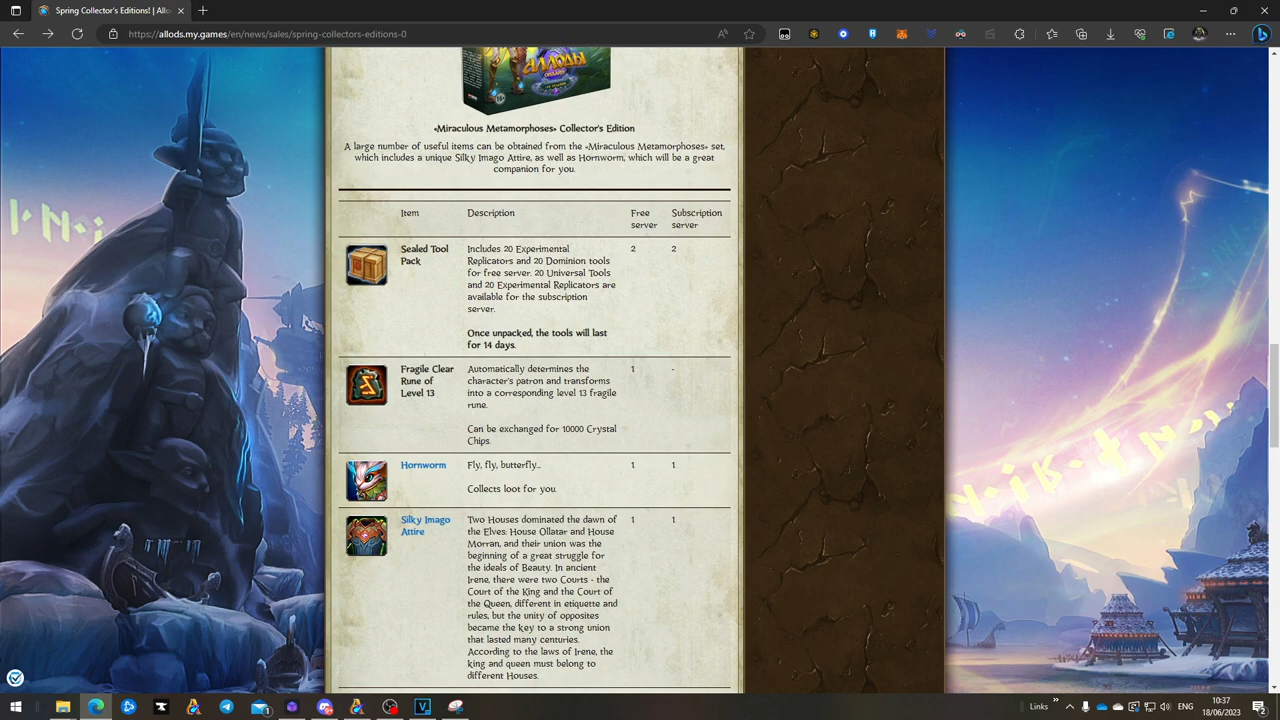 Spring Collector's Editions! | Allo
https://allods.my.games/en/news/sales/spring-collectors-editions-0
АЛЛОДЫ
ОНЛАЙН
«Miraculous Metamorphoses» Collector's Edition
A large number of useful items can be obtained from the «Miraculous Metamorphoses» set,
which includes a unique Silky Imago Attire, as well as Hornworm, which will be a great
companion for you.
Item Description Free server Subscription server
Sealed Tool Pack
Includes 20 Experimental
Replicators and 20 Dominion tools
for free server. 20 Universal Tools
and 20 Experimental Replicators are
available for the subscription
server.
Once unpacked, the tools will last
for 14 days.
2 2
Fragile Clear Rune of Level 13
Automatically determines the
character's patron and transforms
into a corresponding level 13 fragile
rune.
Can be exchanged for 10000 Crystal
Chips.
1 -
Hornworm
Fly, fly, butterfly...
Collects loot for you.
1 1
Silky Imago Attire
Two Houses dominated the dawn of
the Elves: House Ollatar and House
Morran, and their union was the
beginning of a great struggle for
the ideals of Beauty. In ancient
Irene, there were two Courts - the
Court of the King and the Court of
the Queen, different in etiquette and
rules, but the unity of opposites
became the key to a strong union
that lasted many centuries.
According to the laws of Irene, the
king and queen must belong to
different Houses.
1 1
Links
ENG
10:37
18/06/2023